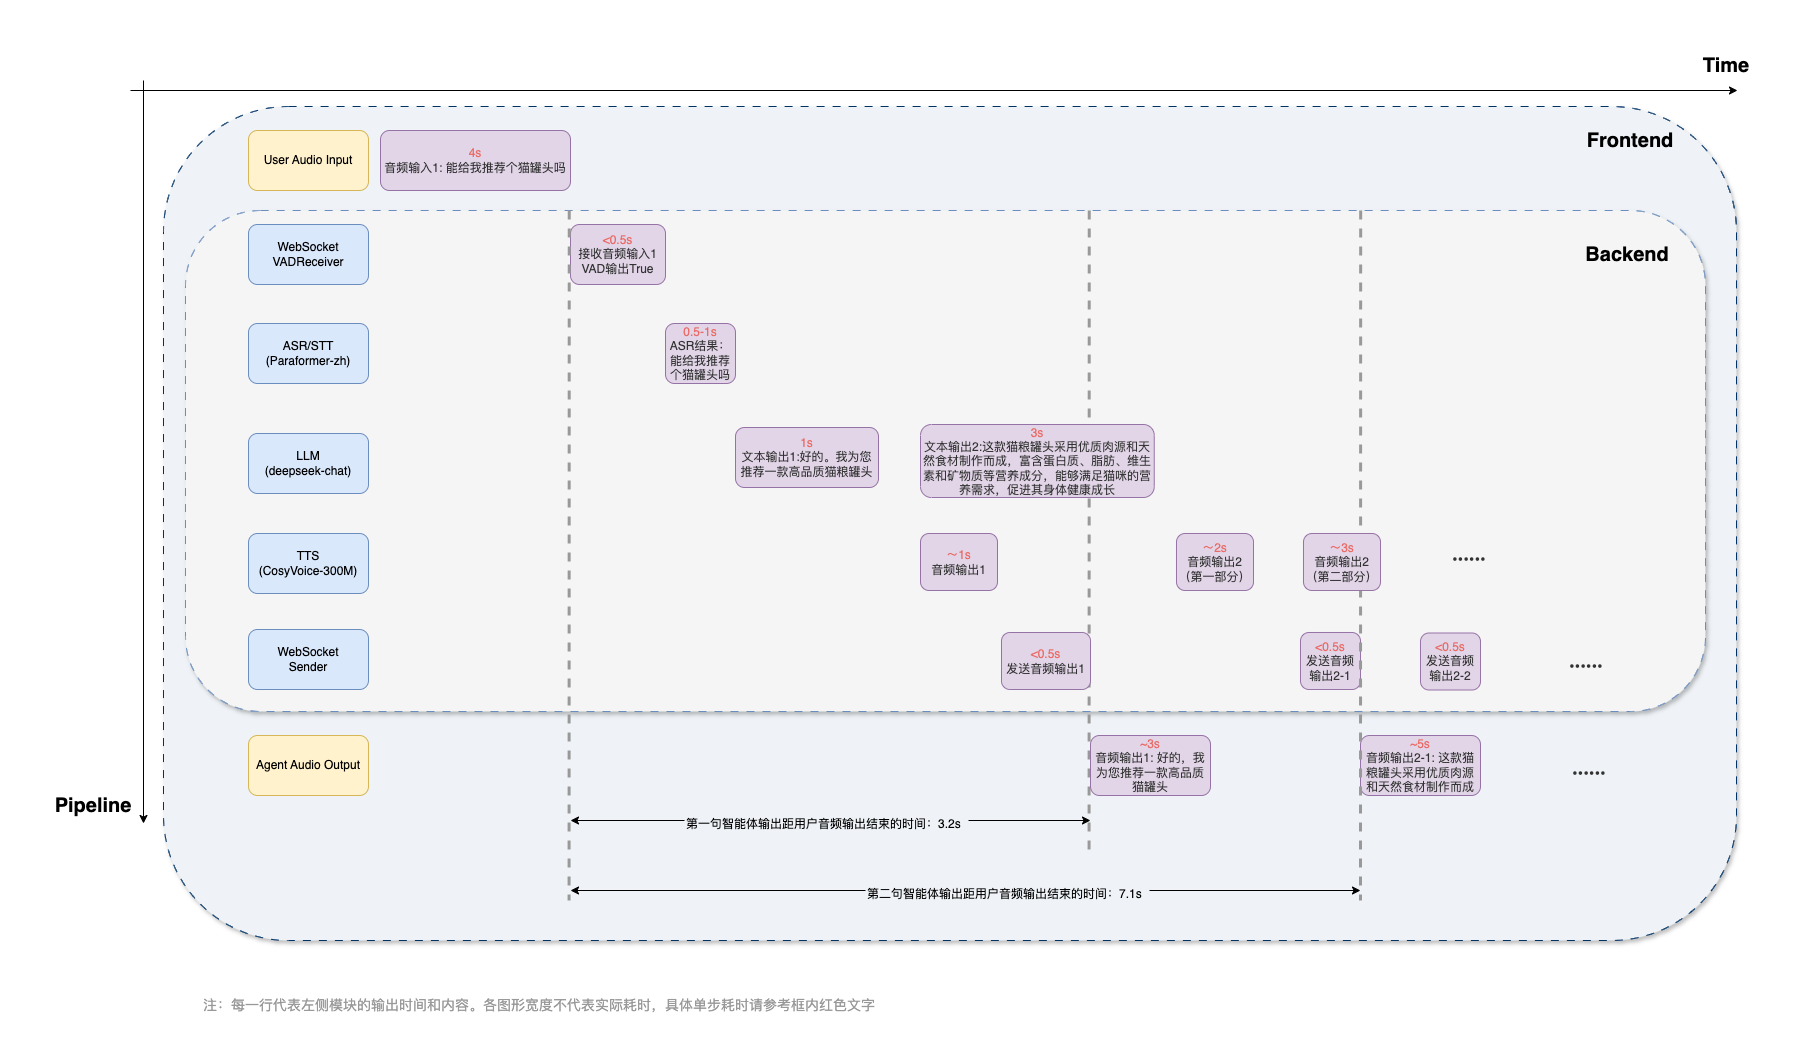 Time
Frontend
User Audio Input
4s
音频输入1: 能给我推荐个猫罐头吗
Backend
WebSocket
VADReceiver
<0.5s
接收音频输入1
VAD输出True
ASR/STT
(Paraformer-zh)
0.5-1s
ASR结果：
能给我推荐
个猫罐头吗
LLM
(deepseek-chat)
1s
文本输出1:好的。我为您
推荐一款高品质猫粮罐头
3s
文本输出2:这款猫粮罐头采用优质肉源和天
然食材制作而成，富含蛋白质、脂肪、维生
素和矿物质等营养成分，能够满足猫咪的营
养需求，促进其身体健康成长
TTS
(CosyVoice-300M)
～1s
音频输出1
～2s
音频输出2
(第一部分)
～3s
音频输出2
(第二部分)
······
WebSocket
Sender
<0.5s
发送音频输出1
<0.5s
发送音频
输出2-1
<0.5s
发送音频
输出2-2
······
Agent Audio Output
~3s
音频输出1: 好的，我
为您推荐一款高品质
猫罐头
~5s
音频输出2-1: 这款猫
粮罐头采用优质肉源
和天然食材制作而成
······
Pipeline
第一句智能体输出距用户音频输出结束的时间：3.2s
第二句智能体输出距用户音频输出结束的时间：7.1s
注：每一行代表左侧模块的输出时间和内容。各图形宽度不代表实际耗时，具体单步耗时请参考框内红色文字